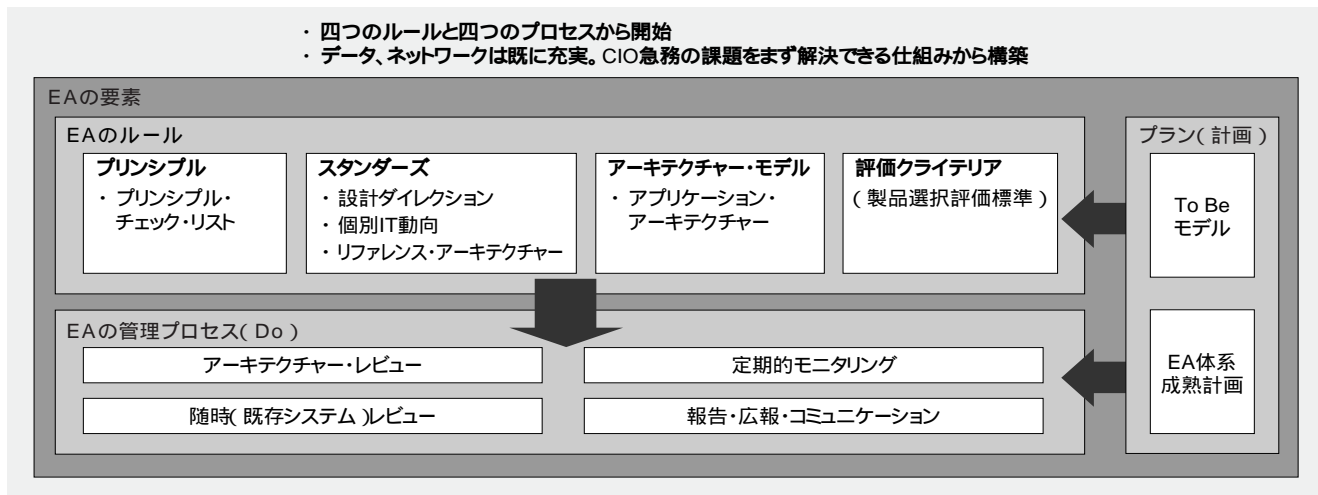 ・ 四つのルールと四つのプロセスから開始
・ データ、ネットワークは既に充実。CIO急務の課題をまず解決できる仕組みから構築
EAの要素
EAのルール
プリンシプル
・ プリンシプル・
チェック・リスト
スタンダーズ
・ 設計ダイレクション
・ 個別IT動向
・ リファレンス・アーキテクチャー
アーキテクチャー・モデル
・ アプリケーション・
アーキテクチャー
評価クライテリア
(製品選択評価標準)
プラン(計画)
To Be
モデル
EA体系
成熟計画
EAの管理プロセス(Do)
アーキテクチャー・レビュー
定期的モニタリング
随時(既存システム)レビュー
報告・広報・コミュニケーション